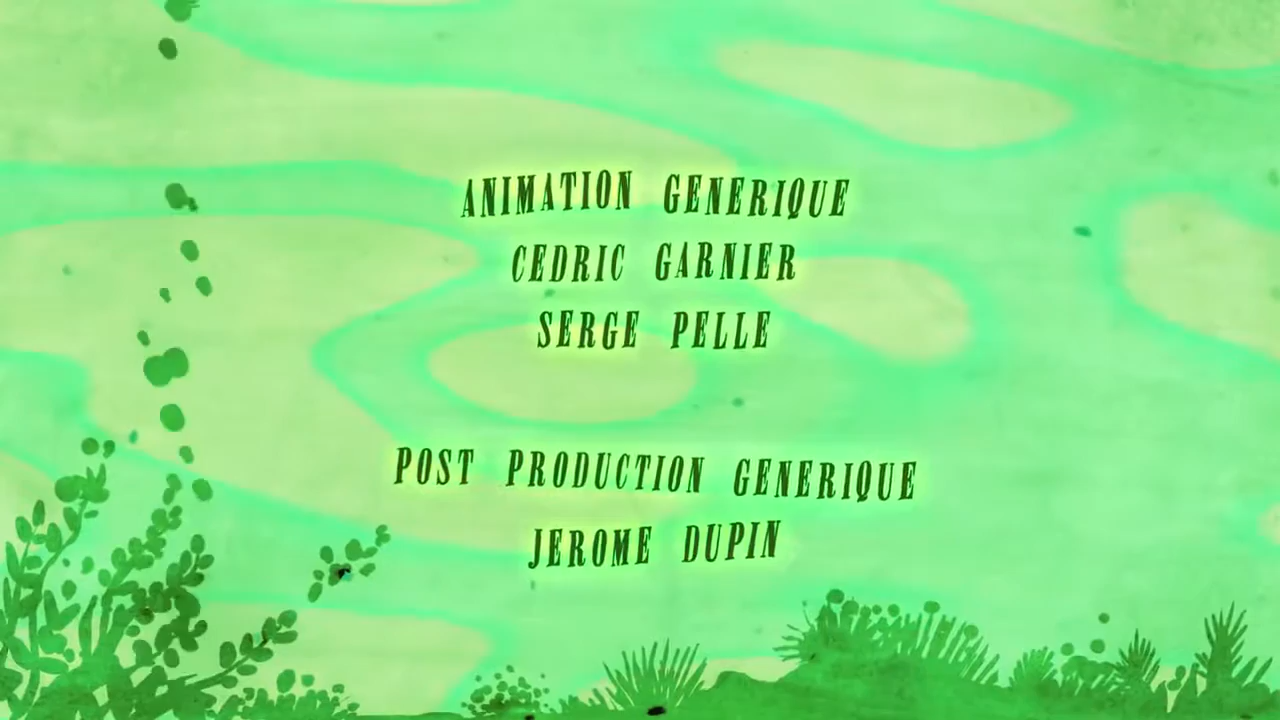 ANIMATION GENERIQUE
CEDRIC GARNIER
SERGE PELLE
POST PRODUCTION GENERIQUE
JEROME DUPIN